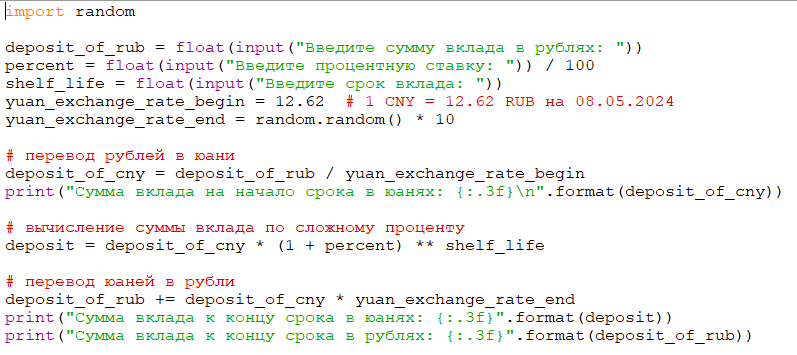 import random
deposit_of_rub = float(input("Введите сумму вклада в рублях: "))
percent = float(input("Введите процентную ставку: ")) / 100
shelf_life = float(input("Введите срок вклада: "))
yuan_exchange_rate_begin = 12.62  # 1 CNY = 12.62 RUB на 08.05.2024
yuan_exchange_rate_end = random.random() * 10
# перевод рублей в юани
deposit_of_cny = deposit_of_rub / yuan_exchange_rate_begin
print("Сумма вклада на начало срока в юанях: {:.3f}\n".format(deposit_of_cny))
# вычисление суммы вклада по сложному проценту
deposit = deposit_of_cny * (1 + percent) ** shelf_life
# перевод юаней в рубли
deposit_of_rub += deposit_of_cny * yuan_exchange_rate_end
print("Сумма вклада к концу срока в юанях: {:.3f}".format(deposit))
print("Сумма вклада к концу срока в рублях: {:.3f}".format(deposit_of_rub))